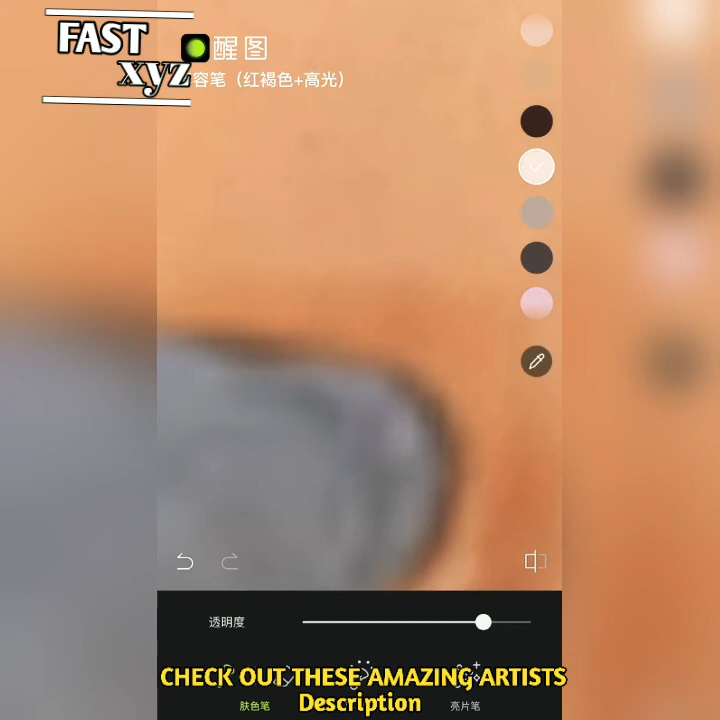 FAST
xyz
醒图
容笔（红褐色+高光）
透明度
CHECK OUT THESE AMAZING ARTISTS
Description
肤色笔
亮片笔